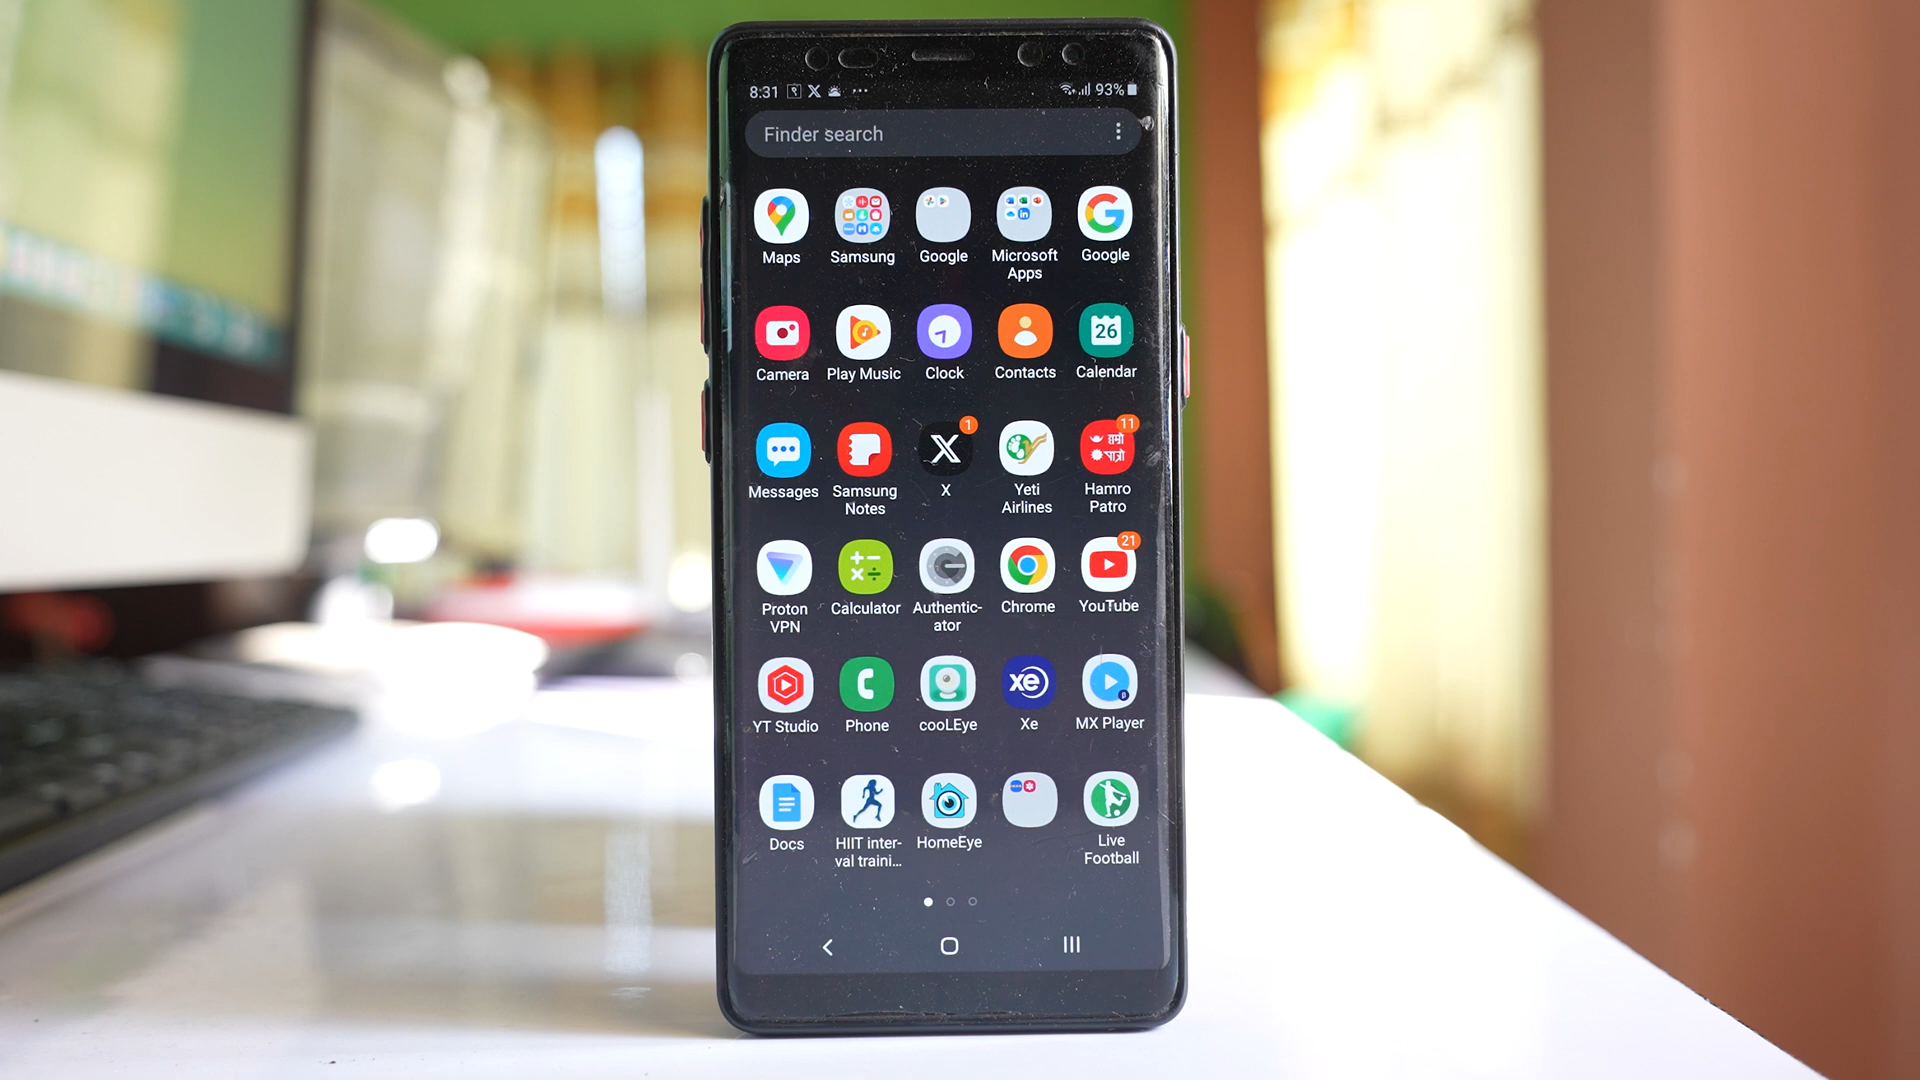 8:31
93%
Finder search
Maps
Samsung
Google
Microsoft
Apps
Google
Camera
Play Music
Clock
Contacts
26
Calendar
Messages
Samsung
Notes
1
X
Yeti
Airlines
11
हाम्रो
पात्रो
Hamro
Patro
Proton
VPN
Calculator
Authentic-
ator
Chrome
21
YouTube
YT Studio
Phone
cooLEye
xe
Xe
MX Player
Docs
HIIT inter-
val traini...
HomeEye
Live
Football